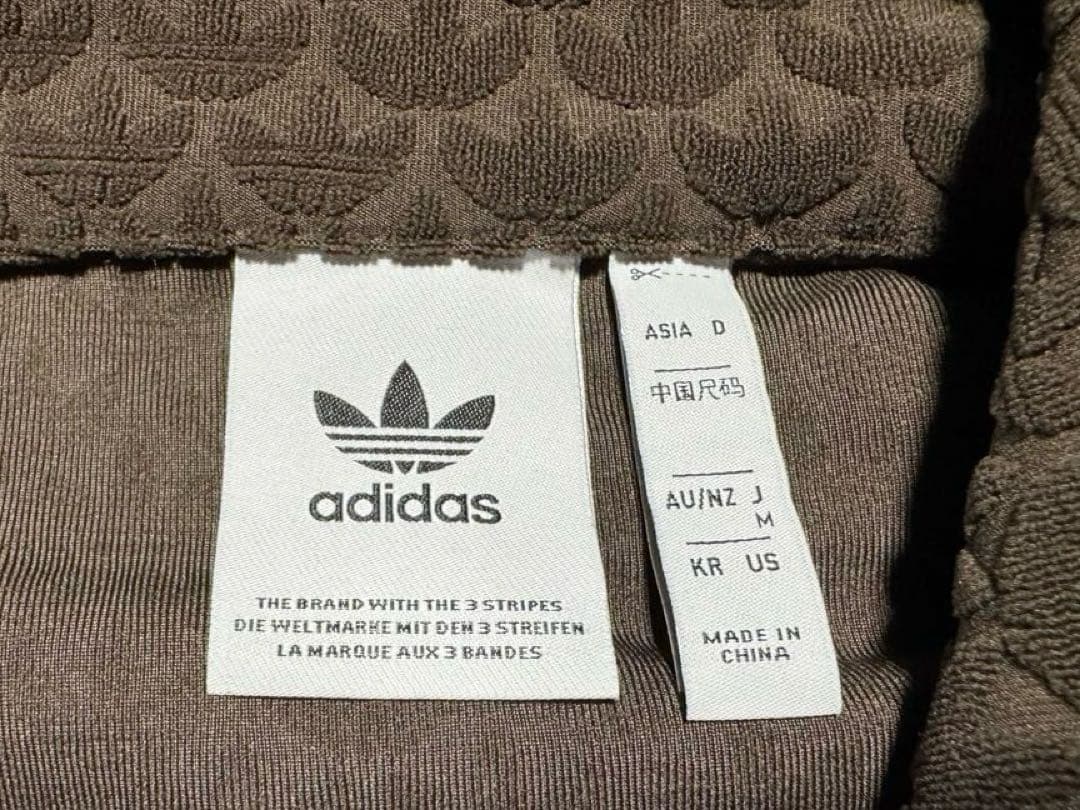 adidas
THE BRAND WITH THE 3 STRIPES
DIE WELTMARKE MIT DEN 3 STREIFEN
LA MARQUE AUX 3 BANDES
ASIA D
中国尺码
AU/NZ J
M
KR US
MADE IN
CHINA